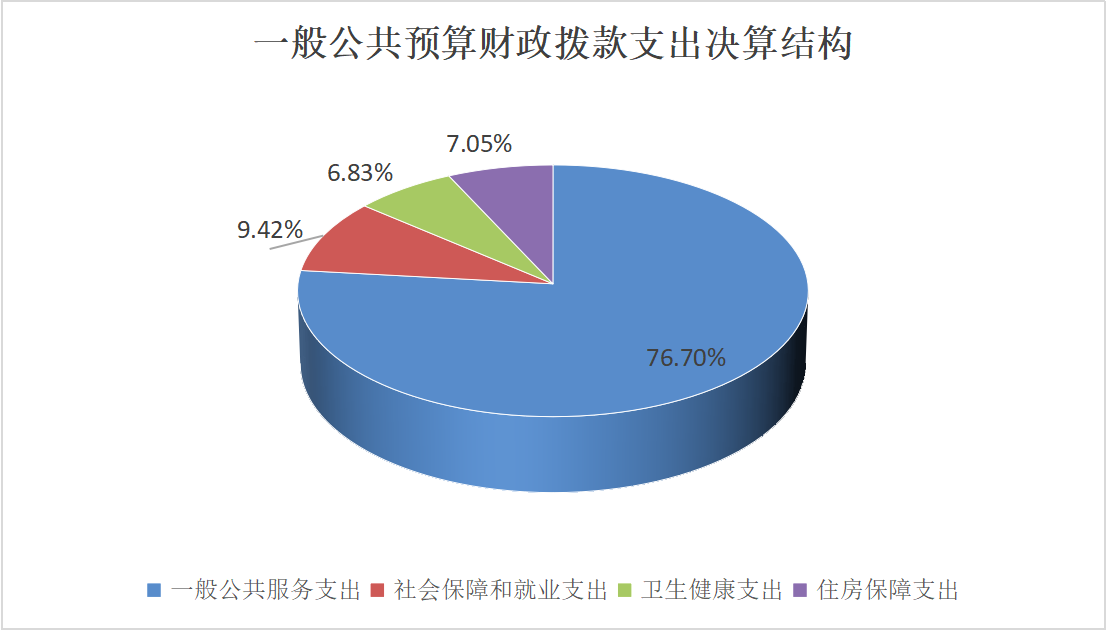 一般公共预算财政拨款支出决算结构
7.05%
6.83%
9.42%
76.70%
一般公共服务支出 社会保障和就业支出 卫生健康支出 住房保障支出